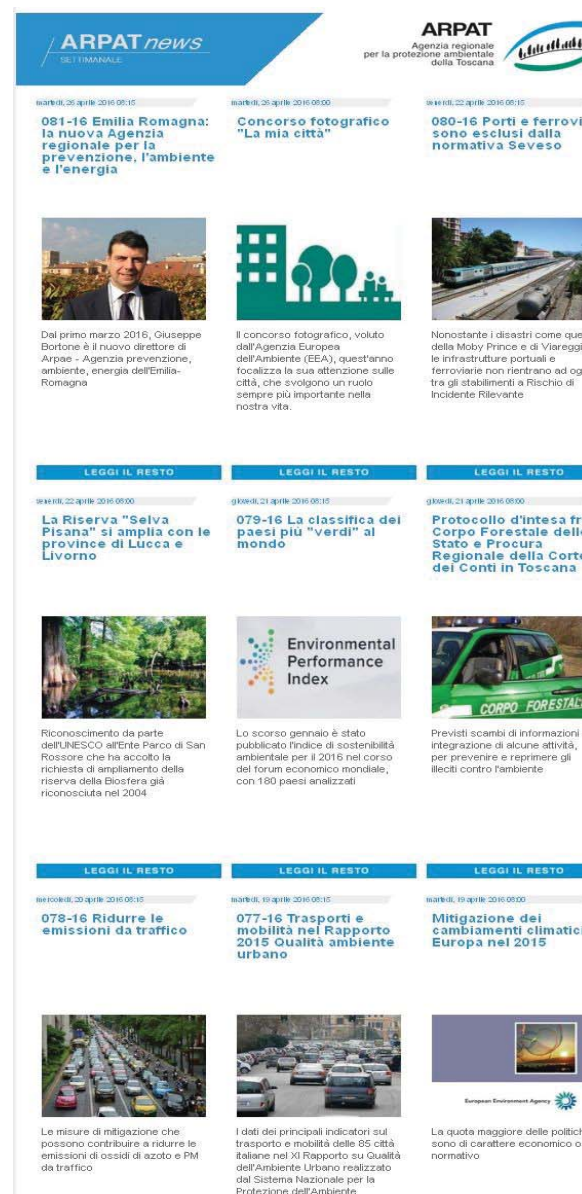 ARPAT news
SETTIMANALE
ARPAT
Agenzia regionale
per la protezione ambientale
della Toscana
martedì, 26 aprile 2016 08:15
081-16 Emilia Romagna:
la nuova Agenzia
regionale per la
prevenzione, l'ambiente
e l'energia
Dal primo marzo 2016, Giuseppe
Bortone è il nuovo direttore di
Arpae - Agenzia prevenzione,
ambiente, energia dell'Emilia-
Romagna
LEGGI IL RESTO
martedì, 26 aprile 2016 08:00
Concorso fotografico
"La mia città"
Il concorso fotografico, voluto
dall'Agenzia Europea
dell'Ambiente (EEA), quest'anno
focalizza la sua attenzione sulle
città, che svolgono un ruolo
sempre più importante nella
nostra vita.
LEGGI IL RESTO
venerdì, 22 aprile 2016 08:15
080-16 Porti e ferrovi
sono esclusi dalla
normativa Seveso
Nonostante i disastri come que
della Moby Prince e di Viareggi
le infrastrutture portuali e
ferroviarie non rientrano ad og
tra gli stabilimenti a Rischio di
Incidente Rilevante
LEGGI IL RESTO
venerdì, 22 aprile 2016 08:00
La Riserva "Selva
Pisana" si amplia con le
province di Lucca e
Livorno
Riconoscimento da parte
dell'UNESCO all'Ente Parco di San
Rossore che ha accolto la
richiesta di ampliamento della
riserva della Biosfera già
riconosciuta nel 2004
LEGGI IL RESTO
giovedì, 21 aprile 2016 08:15
079-16 La classifica dei
paesi più "verdi" al
mondo
Environmental
Performance
Index
Lo scorso gennaio è stato
pubblicato l'indice di sostenibilità
ambientale per il 2016 nel corso
del forum economico mondiale,
con 180 paesi analizzati
LEGGI IL RESTO
giovedì, 21 aprile 2016 08:00
Protocollo d'intesa fr
Corpo Forestale dello
Stato e Procura
Regionale della Corte
dei Conti in Toscana
CORPO FORESTAL
Previsti scambi di informazioni
integrazione di alcune attività,
per prevenire e reprimere gli
illeciti contro l'ambiente
LEGGI IL RESTO
mercoledì, 20 aprile 2016 08:15
078-16 Ridurre le
emissioni da traffico
Le misure di mitigazione che
possono contribuire a ridurre le
emissioni di ossidi di azoto e PM
da traffico
martedì, 19 aprile 2016 08:15
077-16 Trasporti e
mobilità nel Rapporto
2015 Qualità ambiente
urbano
I dati dei principali indicatori sul
trasporto e mobilità delle 85 città
italiane nel XI Rapporto su Qualità
dell'Ambiente Urbano realizzato
dal Sistema Nazionale per la
Protezione dell'Ambiente
martedì, 19 aprile 2016 08:00
Mitigazione dei
cambiamenti climatici
Europa nel 2015
European Environment Agency
La quota maggiore delle politich
sono di carattere economico o
normativo